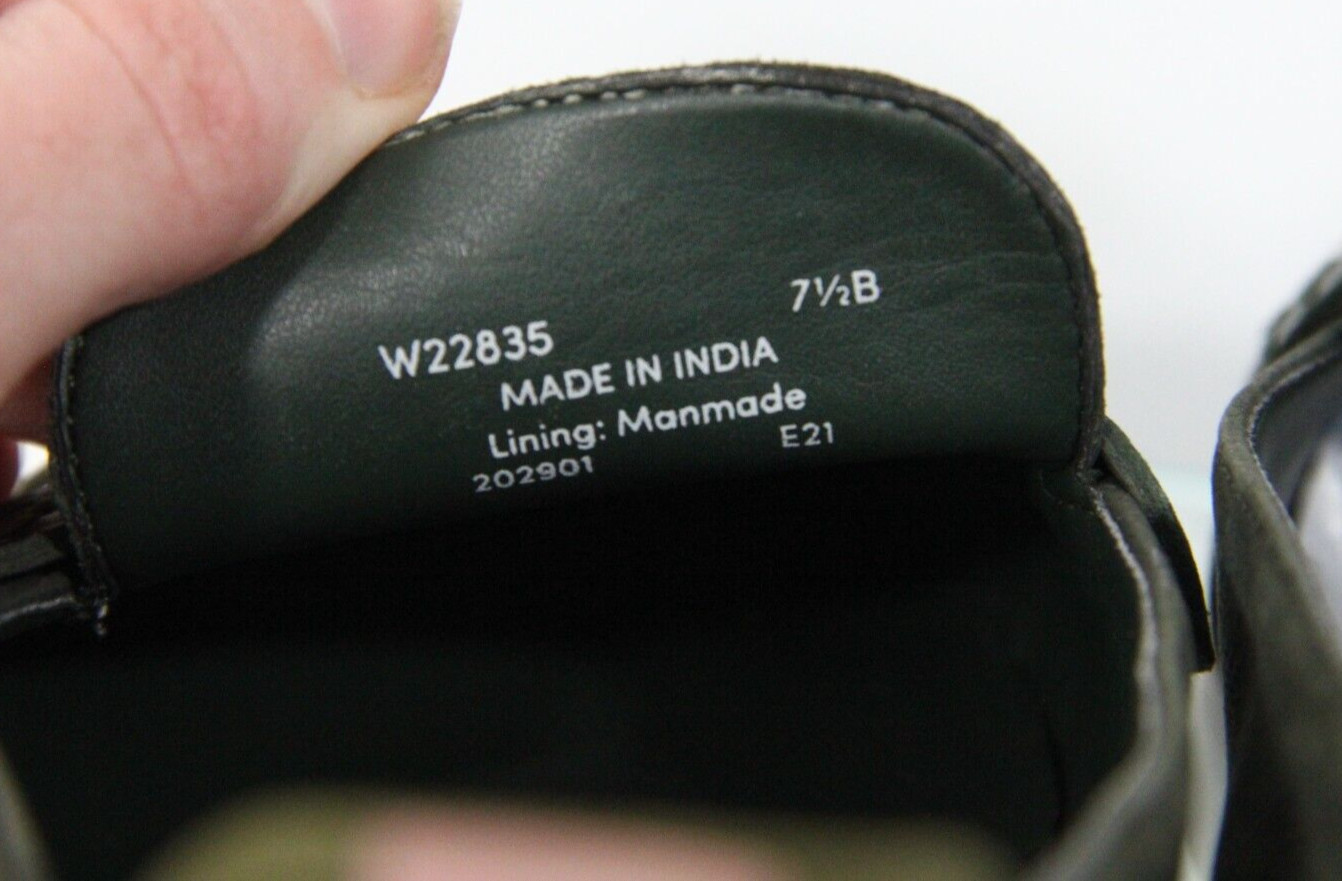 W22835 7½B
MADE IN INDIA
Lining: Manmade
202901 E21